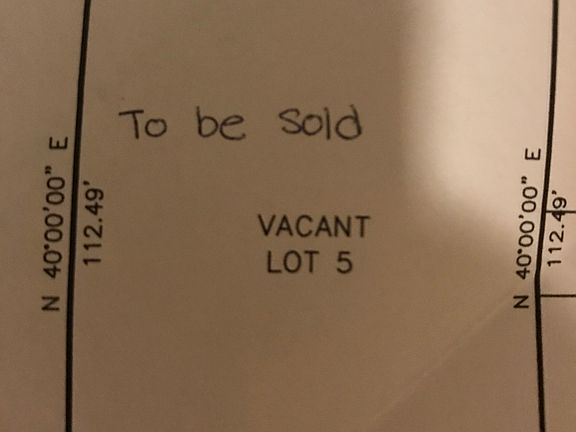 To be sold
VACANT
LOT 5
N 40°00'00" E
112.49'
N 40°00'00" E
112.49'